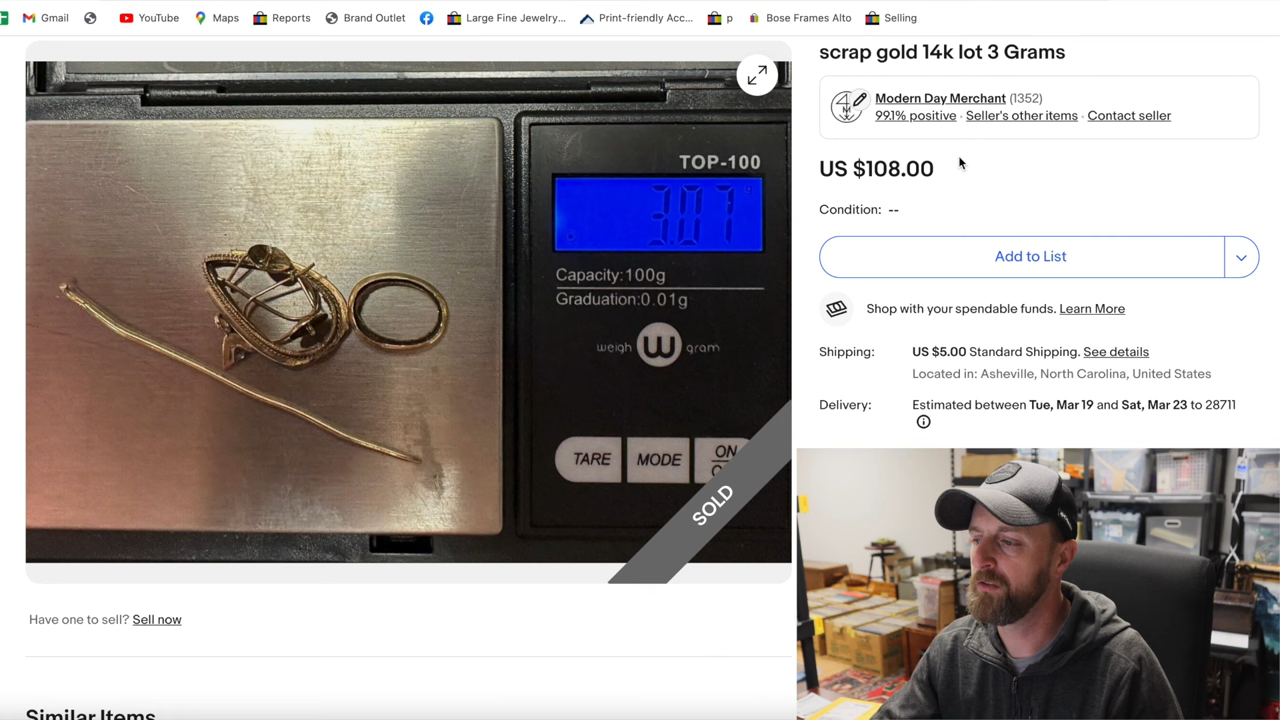 Gmail
YouTube
Maps
Reports
Brand Outlet
Large Fine Jewelry...
Print-friendly Acc...
p
Bose Frames Alto
Selling
scrap gold 14k lot 3 Grams
Modern Day Merchant (1352)
99.1% positive · Seller's other items · Contact seller
US $108.00
Condition: --
Add to List
Shop with your spendable funds. Learn More
Shipping: US $5.00 Standard Shipping. See details
Located in: Asheville, North Carolina, United States
Delivery: Estimated between Tue, Mar 19 and Sat, Mar 23 to 28711
TOP-100
3.07
Capacity:100g
Graduation:0.01g
weigh W gram
TARE
MODE
ON
SOLD
Have one to sell? Sell now
Similar Items